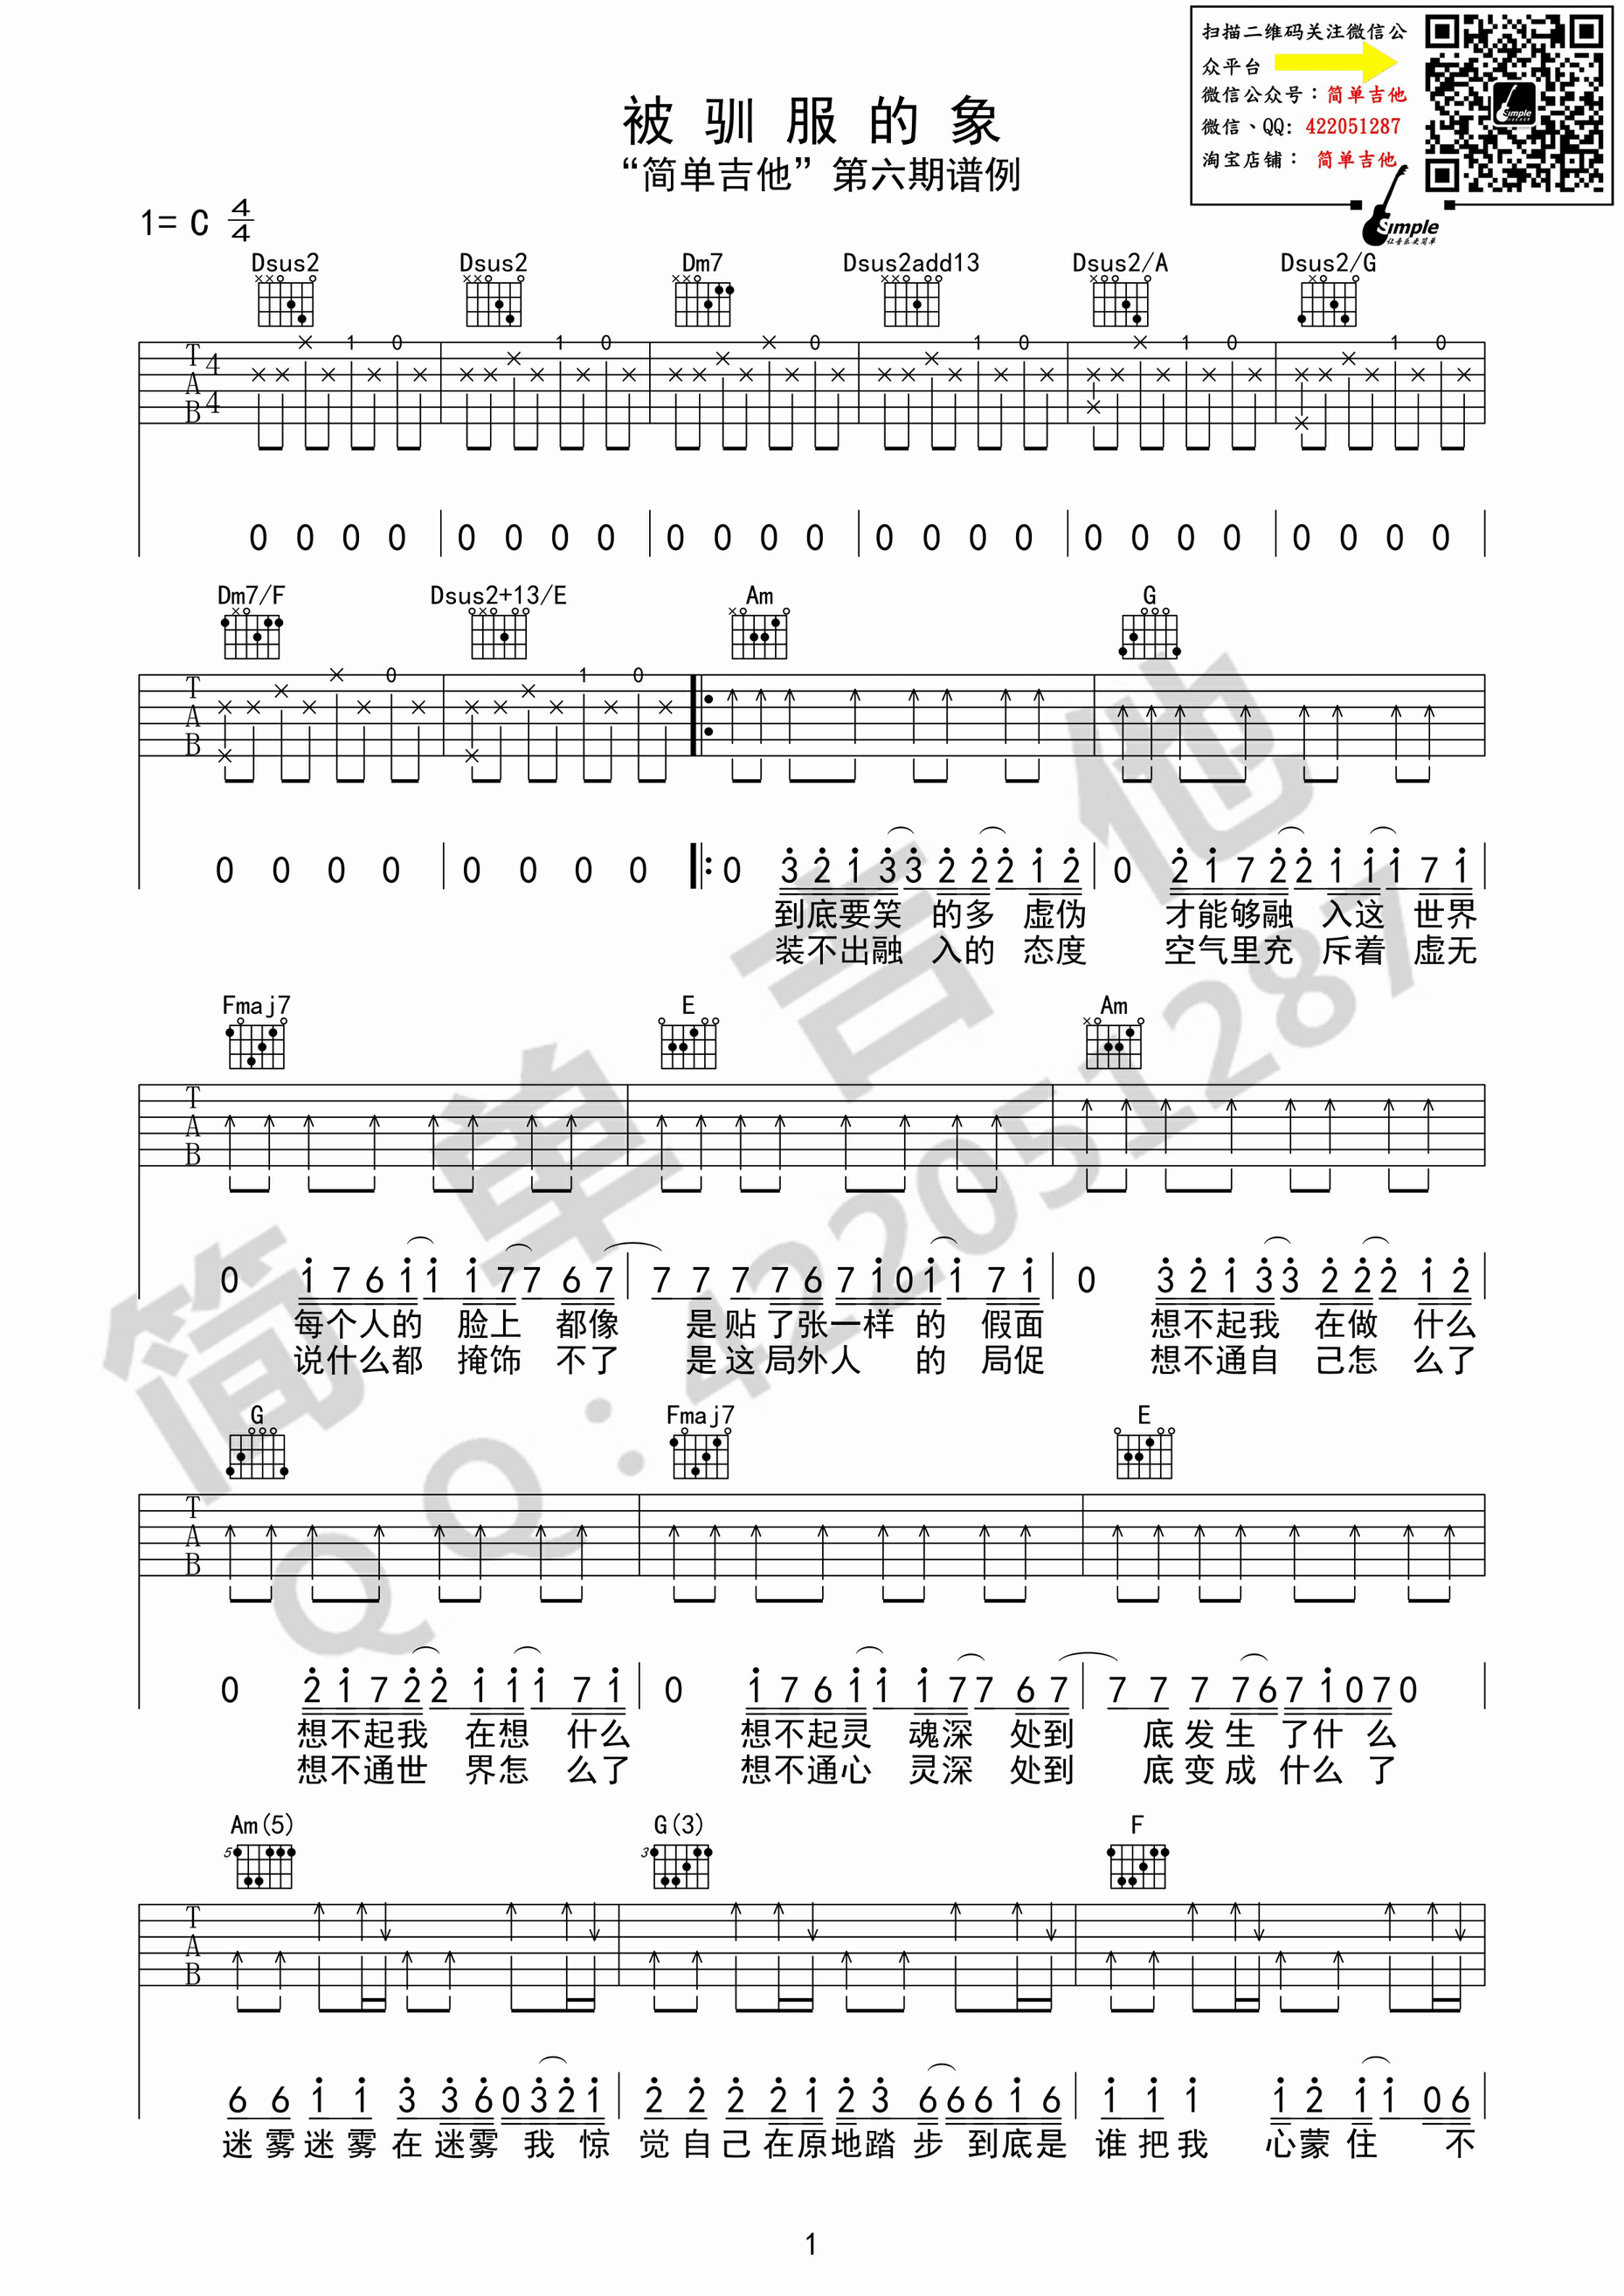 扫描二维码关注微信公
众平台
微信公众号：简单吉他
微信、QQ: 422051287
淘宝店铺： 简单吉他
Simple
让音乐更简单
被驯服的象
“简单吉他”第六期谱例
1= C 4/4
Dsus2 Dsus2 Dm7 Dsus2add13 Dsus2/A Dsus2/G
T A B 4 4
1 0 1 0 0 1 0 1 0 1 0
0 0 0 0 0 0 0 0 0 0 0 0 0 0 0 0 0 0 0 0 0 0 0 0
Dm7/F Dsus2+13/E Am G
T A B
0 1 0
0 0 0 0 0 0 0 0 0 3 2 1 3 3 2 2 2 1 2 0 2 1 7 2 2 1 1 1 7 1
到底要笑 的多 虚伪 才能够融 入这 世界
装不出融 入的 态度 空气里充 斥着 虚无
Fmaj7 E Am
T A B
0 1 7 6 1 1 1 7 7 6 7 7 7 7 7 6 7 1 0 1 1 7 1 0 3 2 1 3 3 2 2 2 1 2
每个人的 脸上 都像 是贴了张一样 的 假面 想不起我 在做 什么
说什么都 掩饰 不了 是这局外人 的 局促 想不通自 己怎 么了
G Fmaj7 E
T A B
0 2 1 7 2 2 1 1 1 7 1 0 1 7 6 1 1 1 7 7 6 7 7 7 7 7 6 7 1 0 7 0
想不起我 在想 什么 想不起灵 魂深 处到 底发生 了什 么
想不通世 界怎 么了 想不通心 灵深 处到 底变成 什么 了
Am(5) G(3) F
5 3
T A B
6 6 1 1 3 3 6 0 3 2 1 2 2 2 2 1 2 3 6 6 6 1 6 1 1 1 1 2 1 1 0 6
迷雾迷雾在迷雾 我 惊 觉自己在原地踏 步 到底是 谁把我 心蒙住 不
简单吉他
QQ:422051287
1